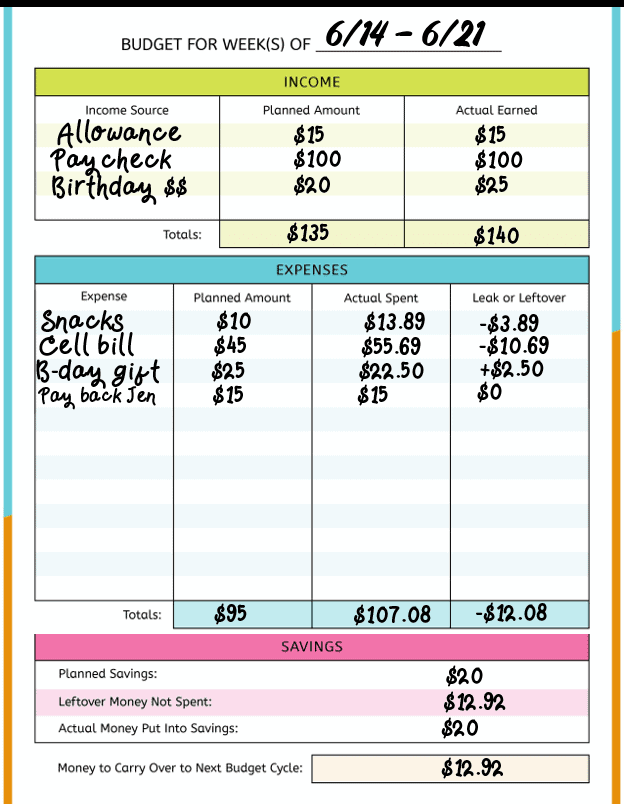 BUDGET FOR WEEK(S) OF 6/14 - 6/21
INCOME
Income Source Planned Amount Actual Earned
Allowance $15 $15
Paycheck $100 $100
Birthday $$ $20 $25
Totals: $135 $140
EXPENSES
Expense Planned Amount Actual Spent Leak or Leftover
Snacks $10 $13.89 -$3.89
Cell bill $45 $55.69 -$10.69
B-day gift $25 $22.50 +$2.50
Pay back Jen $15 $15 $0
Totals: $95 $107.08 -$12.08
SAVINGS
Planned Savings: $20
Leftover Money Not Spent: $12.92
Actual Money Put Into Savings: $20
Money to Carry Over to Next Budget Cycle: $12.92